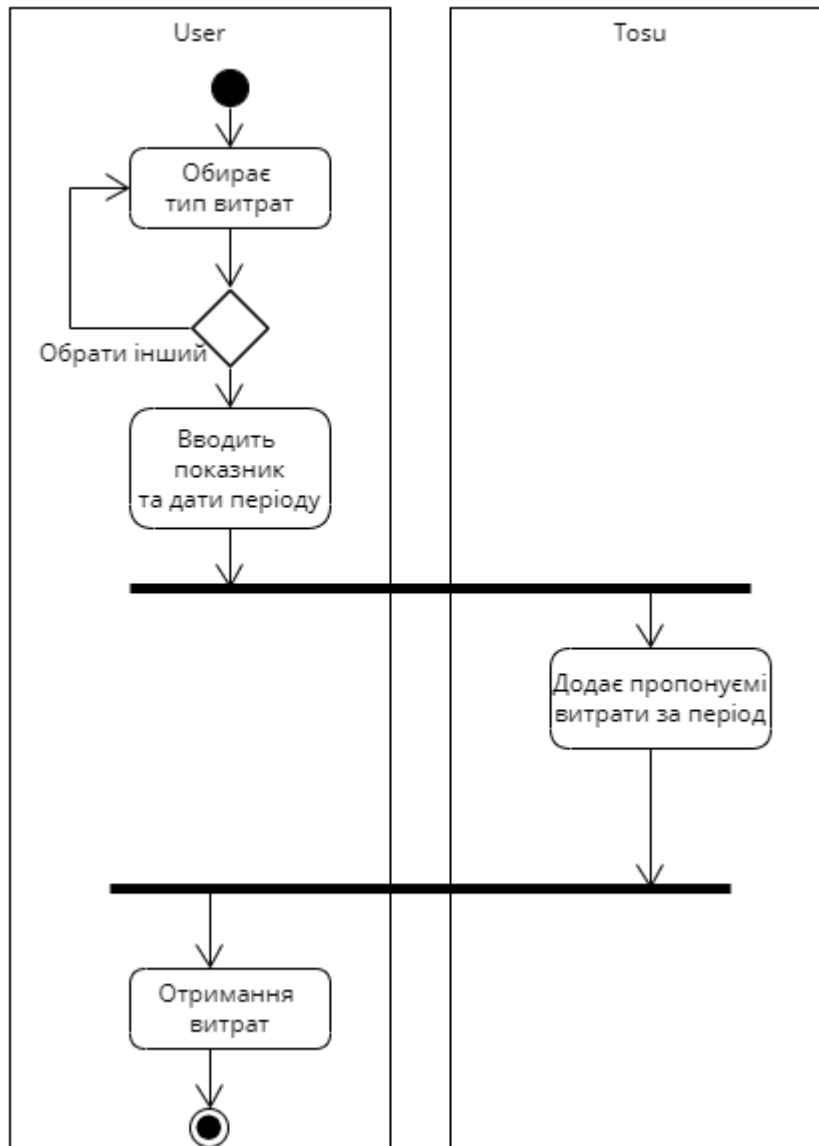 User
Tosu
Обирає
тип витрат
Обрати інший
Вводить
показник
та дати періоду
Додає пропонуємі
витрати за період
Отримання
витрат